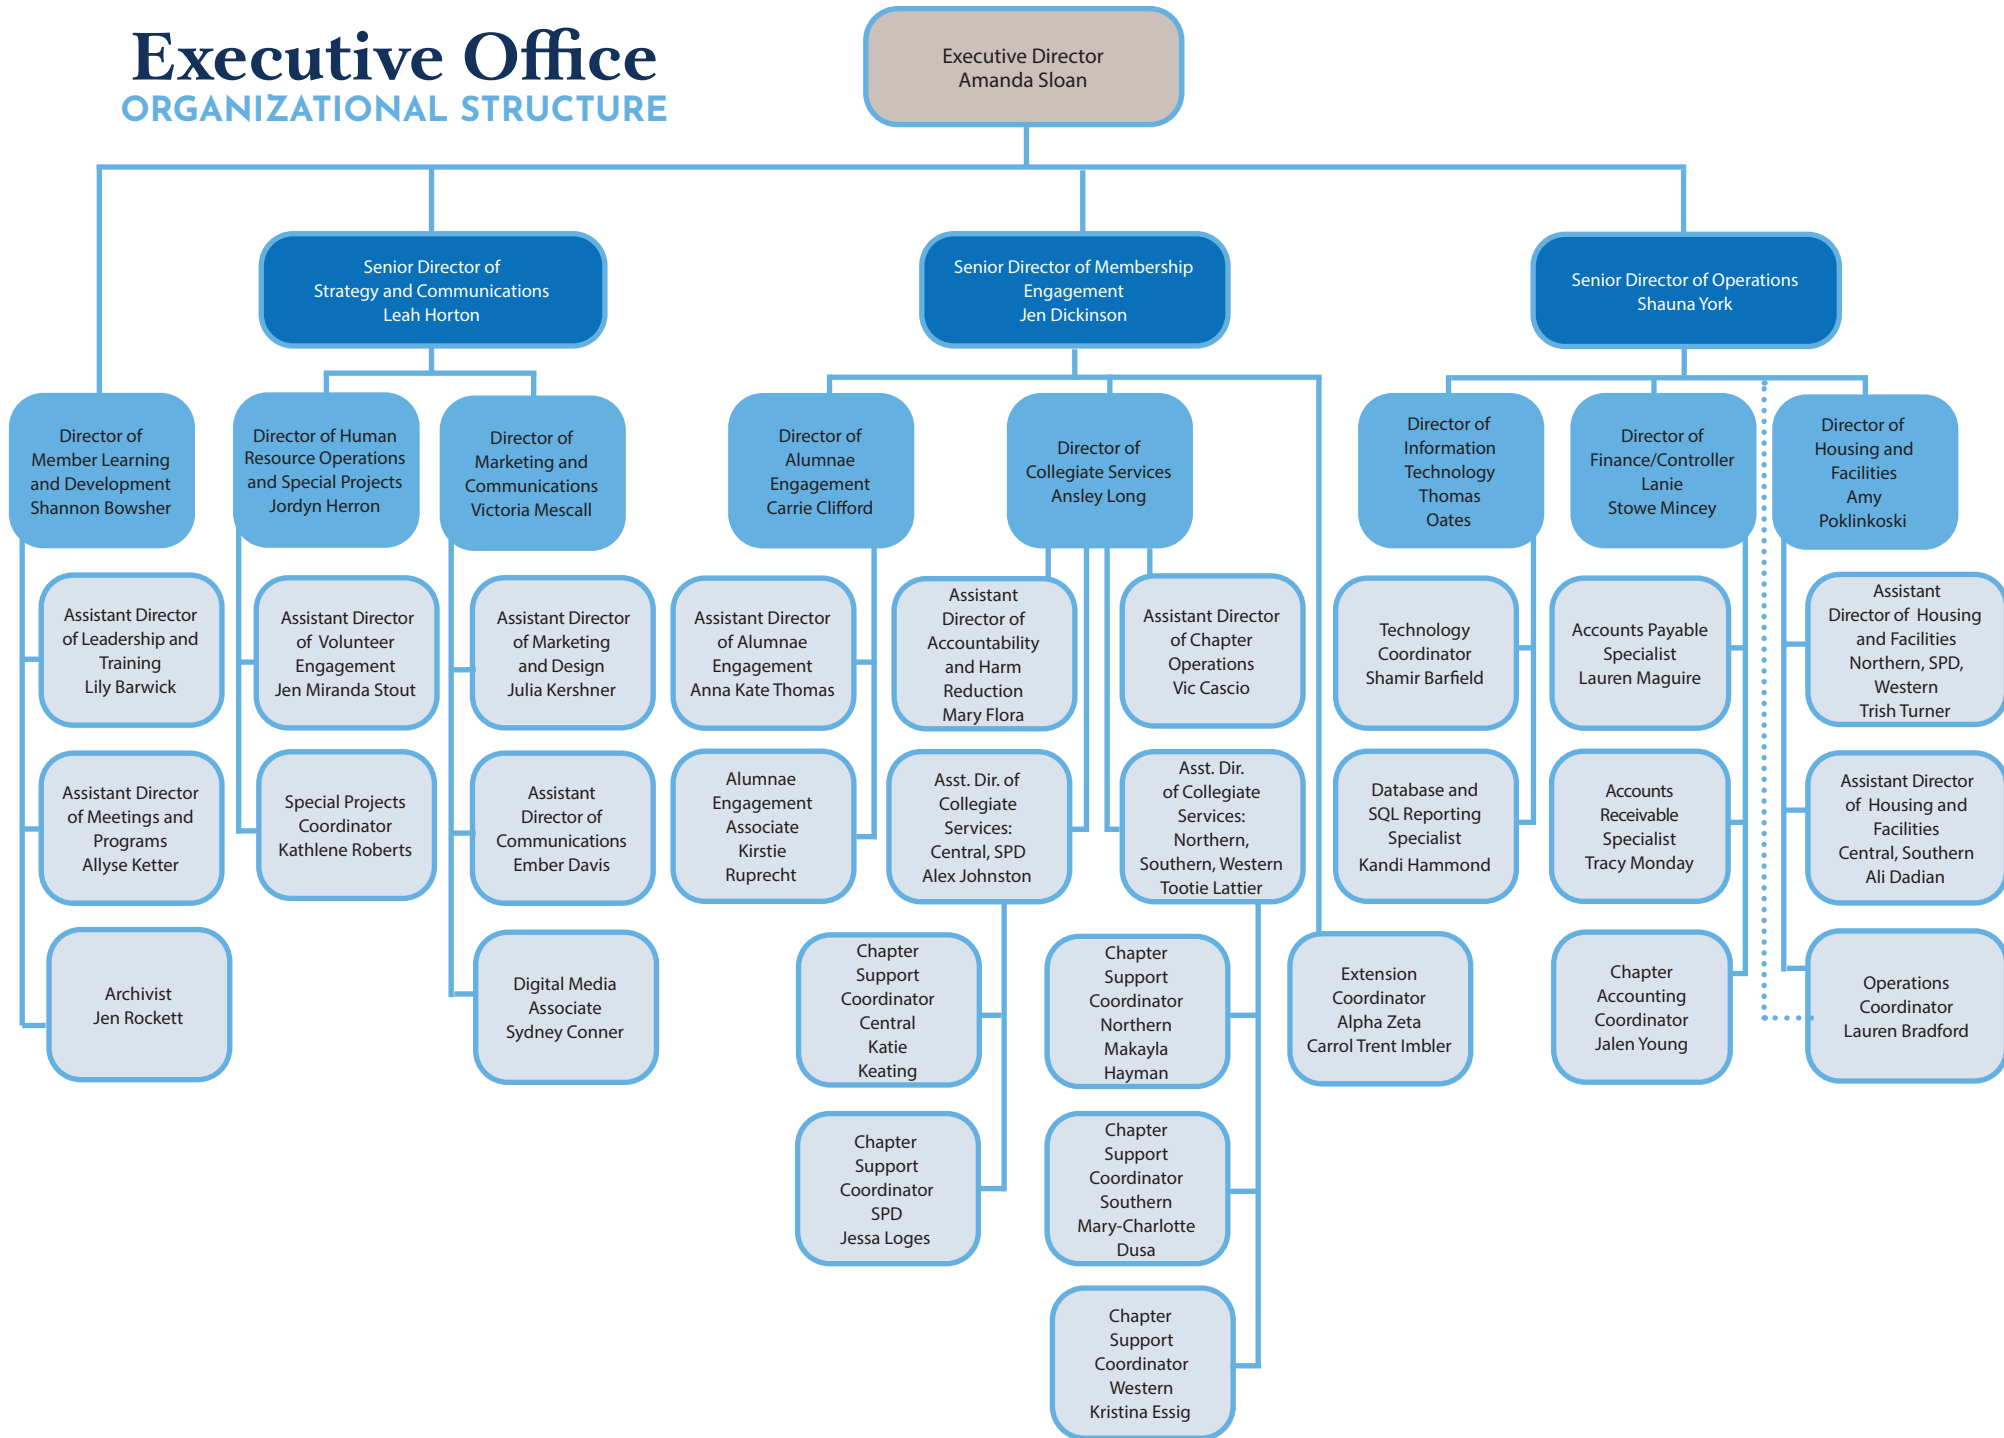 Executive Office
ORGANIZATIONAL STRUCTURE
Executive Director
Amanda Sloan
Senior Director of
Strategy and Communications
Leah Horton
Senior Director of Membership
Engagement
Jen Dickinson
Senior Director of Operations
Shauna York
Director of
Member Learning
and Development
Shannon Bowsher
Director of Human
Resource Operations
and Special Projects
Jordyn Herron
Director of
Marketing and
Communications
Victoria Mescall
Director of
Alumnae
Engagement
Carrie Clifford
Director of
Collegiate Services
Ansley Long
Director of
Information
Technology
Thomas
Oates
Director of
Finance/Controller
Lanie
Stowe Mincey
Director of
Housing and
Facilities
Amy
Poklinkoski
Assistant Director
of Leadership and
Training
Lily Barwick
Assistant Director
of Volunteer
Engagement
Jen Miranda Stout
Assistant Director
of Marketing
and Design
Julia Kershner
Assistant Director
of Alumnae
Engagement
Anna Kate Thomas
Assistant
Director of
Accountability
and Harm
Reduction
Mary Flora
Assistant Director
of Chapter
Operations
Vic Cascio
Technology
Coordinator
Shamir Barfield
Accounts Payable
Specialist
Lauren Maguire
Assistant
Director of Housing
and Facilities
Northern, SPD,
Western
Trish Turner
Assistant Director
of Meetings and
Programs
Allyse Ketter
Special Projects
Coordinator
Kathlene Roberts
Assistant
Director of
Communications
Ember Davis
Alumnae
Engagement
Associate
Kirstie
Ruprecht
Asst. Dir. of
Collegiate
Services:
Central, SPD
Alex Johnston
Asst. Dir.
of Collegiate
Services:
Northern,
Southern, Western
Tootie Lattier
Database and
SQL Reporting
Specialist
Kandi Hammond
Accounts
Receivable
Specialist
Tracy Monday
Assistant Director
of Housing and
Facilities
Central, Southern
Ali Dadian
Archivist
Jen Rockett
Digital Media
Associate
Sydney Conner
Chapter
Support
Coordinator
Central
Katie
Keating
Chapter
Support
Coordinator
Northern
Makayla
Hayman
Extension
Coordinator
Alpha Zeta
Carrol Trent Imbler
Chapter
Accounting
Coordinator
Jalen Young
Operations
Coordinator
Lauren Bradford
Chapter
Support
Coordinator
SPD
Jessa Loges
Chapter
Support
Coordinator
Southern
Mary-Charlotte
Dusa
Chapter
Support
Coordinator
Western
Kristina Essig